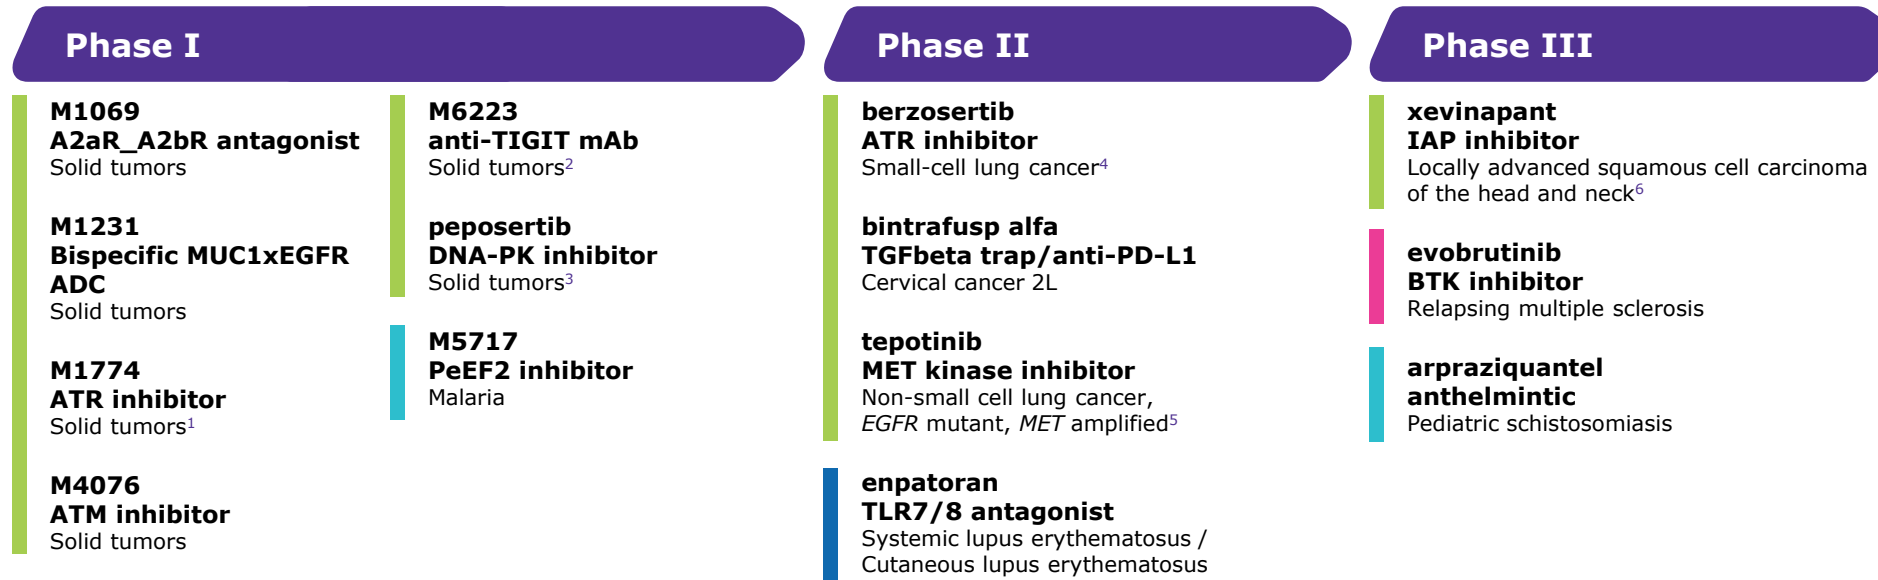 Phase I
M1069
A2aR_A2bR antagonist
Solid tumors
M1231
Bispecific MUC1xEGFR
ADC
Solid tumors
M1774
ATR inhibitor
Solid tumors¹
M4076
ATM inhibitor
Solid tumors
M6223
anti-TIGIT mAb
Solid tumors²
peposertib
DNA-PK inhibitor
Solid tumors³
M5717
PeEF2 inhibitor
Malaria
Phase II
berzosertib
ATR inhibitor
Small-cell lung cancer⁴
bintrafusp alfa
TGFbeta trap/anti-PD-L1
Cervical cancer 2L
tepotinib
MET kinase inhibitor
Non-small cell lung cancer,
EGFR mutant, MET amplified⁵
enpatoran
TLR7/8 antagonist
Systemic lupus erythematosus /
Cutaneous lupus erythematosus
Phase III
xevinapant
IAP inhibitor
Locally advanced squamous cell carcinoma
of the head and neck⁶
evobrutinib
BTK inhibitor
Relapsing multiple sclerosis
arpraziquantel
anthelmintic
Pediatric schistosomiasis